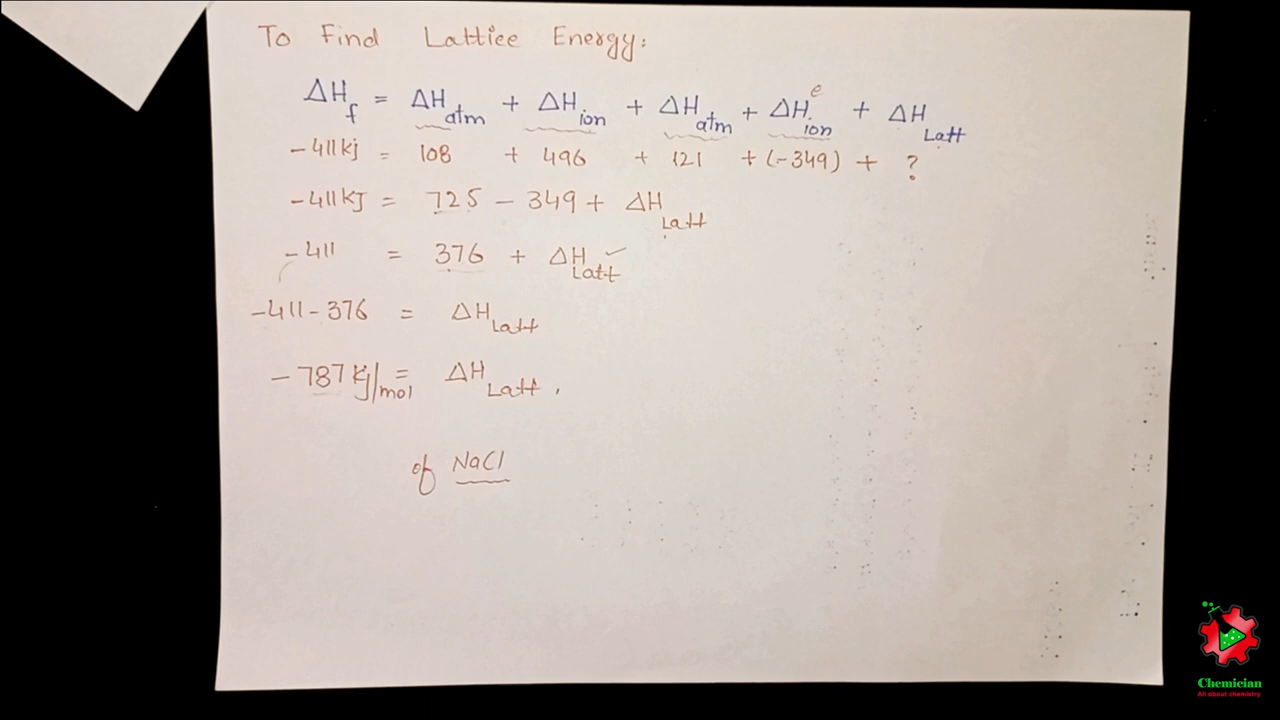 To Find Lattice Energy:
ΔHf = ΔHatm + ΔHion + ΔHatm + ΔHion e + ΔHLatt
-411kj = 108 + 496 + 121 + (-349) + ?
-411KJ = 725 - 349 + ΔHLatt
-411 = 376 + ΔHLatt
-411-376 = ΔHLatt
-787 kj/mol = ΔHLatt.
of NaCl
Chemician
All about chemistry